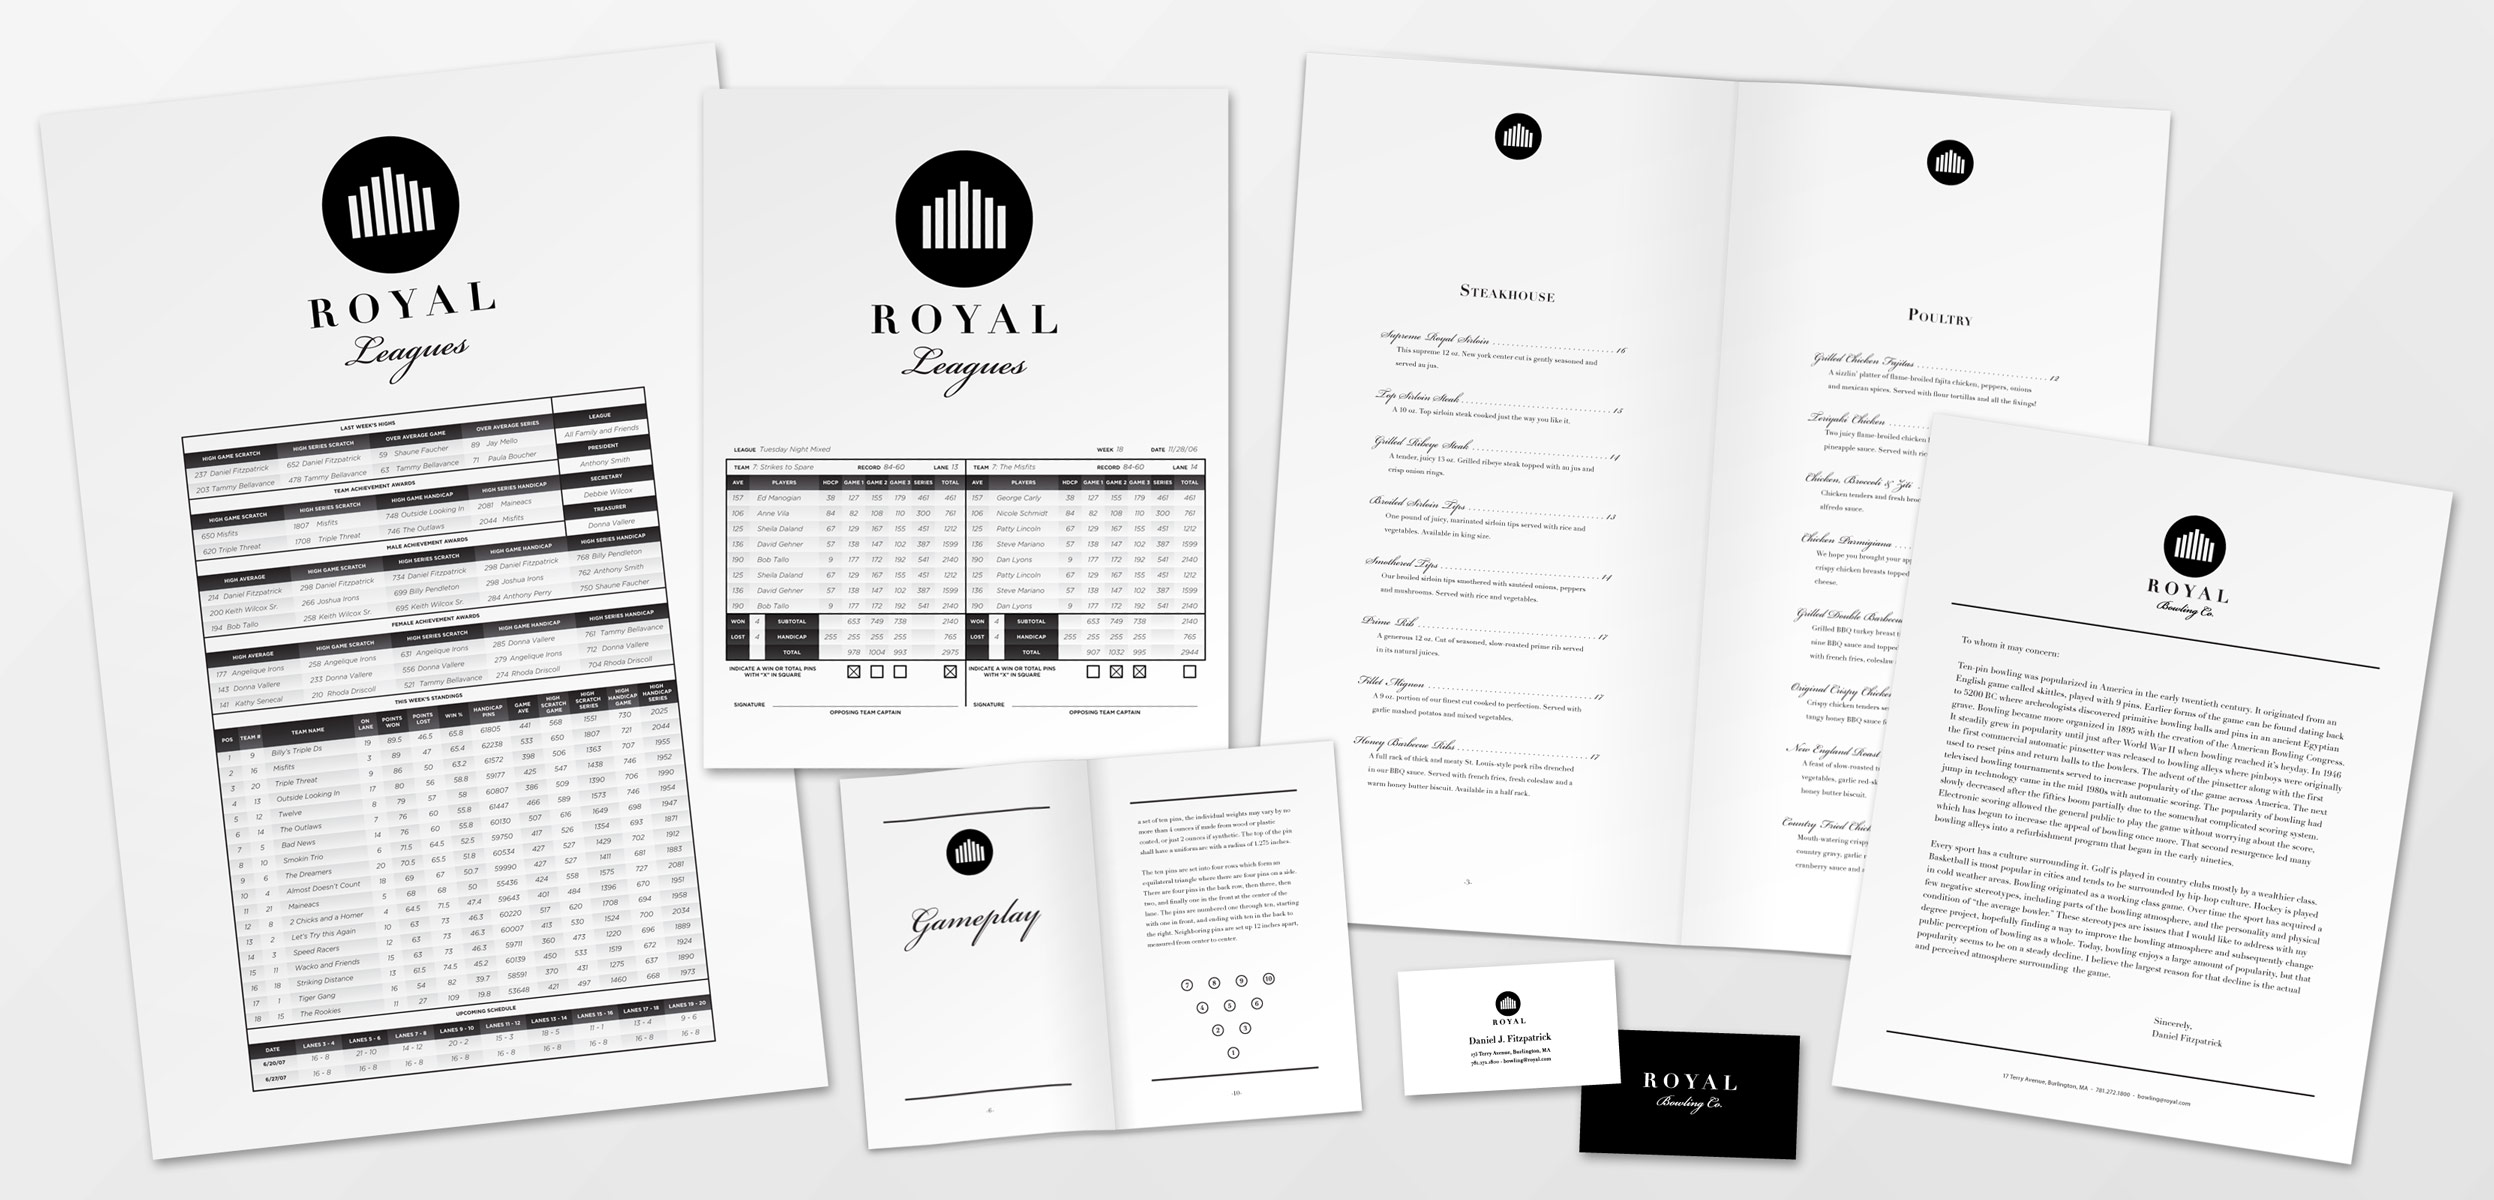 ROYAL
Leagues
LAST WEEK'S HIGHS
HIGH GAME SCRATCH HIGH SERIES SCRATCH OVER AVERAGE GAME OVER AVERAGE SERIES
237 Daniel Fitzpatrick 652 Daniel Fitzpatrick 59 Shaune Faucher 89 Jay Mello
203 Tammy Bellavance 478 Tammy Bellavance 63 Tammy Bellavance 71 Paula Boucher
LEAGUE
All Family and Friends
PRESIDENT
Anthony Smith
SECRETARY
Debbie Wilcox
TREASURER
Donna Vallere
TEAM ACHIEVEMENT AWARDS
HIGH GAME SCRATCH HIGH SERIES SCRATCH HIGH GAME HANDICAP HIGH SERIES HANDICAP
650 Misfits 1807 Misfits 748 Outside Looking In 2081 Maineacs
620 Triple Threat 1708 Triple Threat 746 The Outlaws 2044 Misfits
MALE ACHIEVEMENT AWARDS
HIGH AVERAGE HIGH GAME SCRATCH HIGH SERIES SCRATCH HIGH GAME HANDICAP HIGH SERIES HANDICAP
214 Daniel Fitzpatrick 298 Daniel Fitzpatrick 734 Daniel Fitzpatrick 298 Daniel Fitzpatrick 768 Billy Pendleton
200 Keith Wilcox Sr. 266 Joshua Irons 699 Billy Pendleton 298 Joshua Irons 762 Anthony Smith
194 Bob Tallo 258 Keith Wilcox Sr. 695 Keith Wilcox Sr. 284 Anthony Perry 750 Shaune Faucher
FEMALE ACHIEVEMENT AWARDS
HIGH AVERAGE HIGH GAME SCRATCH HIGH SERIES SCRATCH HIGH GAME HANDICAP HIGH SERIES HANDICAP
177 Angelique Irons 258 Angelique Irons 631 Angelique Irons 285 Donna Vallere 761 Tammy Bellavance
143 Donna Vallere 233 Donna Vallere 556 Donna Vallere 279 Angelique Irons 712 Donna Vallere
141 Kathy Senecal 210 Rhoda Driscoll 521 Tammy Bellavance 274 Rhoda Driscoll 704 Rhoda Driscoll
THIS WEEK'S STANDINGS
POS TEAM # TEAM NAME ON LANE POINTS WON POINTS LOST WIN % HANDICAP PINS GAME AVE HIGH SCRATCH GAME HIGH SCRATCH SERIES HIGH HANDICAP GAME HIGH HANDICAP SERIES
1 9 Billy's Triple Ds 19 89.5 46.5 65.8 61805 441 568 1551 730 2025
2 16 Misfits 3 89 47 65.4 62238 533 650 1807 721 2044
3 20 Triple Threat 9 86 50 63.2 61572 398 506 1363 707 1955
4 13 Outside Looking In 17 80 56 58.8 59177 425 547 1438 746 1952
5 12 Twelve 8 79 57 58 60807 386 509 1390 706 1990
6 14 The Outlaws 7 76 60 55.8 61447 466 589 1573 746 1954
7 5 Bad News 14 76 60 55.8 60130 507 616 1649 698 1947
8 10 Smokin Trio 6 71.5 64.5 52.5 59750 417 526 1354 693 1871
9 6 The Dreamers 20 70.5 65.5 51.8 60534 427 527 1429 702 1912
10 4 Almost Doesn't Count 18 69 67 50.7 59990 427 527 1411 681 1883
11 21 Maineacs 5 68 68 50 55436 424 558 1575 727 2081
12 8 2 Chicks and a Homer 4 64.5 71.5 47.4 59643 401 484 1396 670 1951
13 2 Let's Try this Again 10 63 73 46.3 60220 517 620 1708 694 1958
14 3 Speed Racers 12 63 73 46.3 60007 413 530 1524 700 2034
15 11 Wacko and Friends 15 63 73 46.3 59711 360 473 1220 696 1889
16 18 Striking Distance 13 61.5 74.5 45.2 60139 450 533 1519 672 1924
17 1 Tiger Gang 16 54 82 39.7 58591 370 431 1275 637 1890
18 15 The Rookies 11 27 109 19.8 53648 421 497 1460 668 1973
UPCOMING SCHEDULE
DATE LANES 3 - 4 LANES 5 - 6 LANES 7 - 8 LANES 9 - 10 LANES 11 - 12 LANES 13 - 14 LANES 15 - 16 LANES 17 - 18 LANES 19 - 20
6/20/07 16 - 8 21 - 10 14 - 12 20 - 2 15 - 3 18 - 5 11 - 1 13 - 4 9 - 6
6/27/07 16 - 8 16 - 8 16 - 8 16 - 8 16 - 8 16 - 8 16 - 8 16 - 8 16 - 8
ROYAL
Leagues
LEAGUE Tuesday Night Mixed WEEK 18 DATE 11/28/06
TEAM 7: Strikes to Spare RECORD 84-60 LANE 13 TEAM 7: The Misfits RECORD 84-60 LANE 14
AVE PLAYERS HDCP GAME 1 GAME 2 GAME 3 SERIES TOTAL AVE PLAYERS HDCP GAME 1 GAME 2 GAME 3 SERIES TOTAL
157 Ed Manogian 38 127 155 179 461 461 157 George Carly 38 127 155 179 461 461
106 Anne Vila 84 82 108 110 300 761 106 Nicole Schmidt 84 82 108 110 300 761
125 Sheila Daland 67 129 167 155 451 1212 125 Patty Lincoln 67 129 167 155 451 1212
136 David Gehner 57 138 147 102 387 1599 136 Steve Mariano 57 138 147 102 387 1599
190 Bob Tallo 9 177 172 192 541 2140 190 Dan Lyons 9 177 172 192 541 2140
125 Sheila Daland 67 129 167 155 451 1212 125 Patty Lincoln 67 129 167 155 451 1212
136 David Gehner 57 138 147 102 387 1599 136 Steve Mariano 57 138 147 102 387 1599
190 Bob Tallo 9 177 172 192 541 2140 190 Dan Lyons 9 177 172 192 541 2140
WON 4 SUBTOTAL 653 749 738 2140 WON 4 SUBTOTAL 653 749 738 2140
LOST 4 HANDICAP 255 255 255 255 765 LOST 4 HANDICAP 255 255 255 255 765
TOTAL 978 1004 993 2975 TOTAL 907 1032 995 2944
INDICATE A WIN OR TOTAL PINS INDICATE A WIN OR TOTAL PINS
WITH "X" IN SQUARE WITH "X" IN SQUARE
SIGNATURE SIGNATURE
OPPOSING TEAM CAPTAIN OPPOSING TEAM CAPTAIN
Gameplay
-6-
a set of ten pins, the individual weights may vary by no
more than 4 ounces if made from wood or plastic
coated, or just 2 ounces if synthetic. The top of the pin
shall have a uniform arc with a radius of 1.275 inches.
The ten pins are set into four rows which form an
equilateral triangle where there are four pins on a side.
There are four pins in the back row, then three, then
two, and finally one in the front at the center of the
lane. The pins are numbered one through ten, starting
with one in front, and ending with ten in the back to
the right. Neighboring pins are set up 12 inches apart,
measured from center to center.
7 8 9 10
4 5 6
2 3
1
-10-
STEAKHOUSE
Supreme Royal Sirloin 16
This supreme 12 oz. New york center cut is gently seasoned and
served au jus.
Top Sirloin Steak 15
A 10 oz. Top sirloin steak cooked just the way you like it.
Grilled Ribeye Steak 14
A tender, juicy 13 oz. Grilled ribeye steak topped with au jus and
crisp onion rings.
Broiled Sirloin Tips 13
One pound of juicy, marinated sirloin tips served with rice and
vegetables. Available in king size.
Smothered Tips 14
Our broiled sirloin tips smothered with sautéed onions, peppers
and mushrooms. Served with rice and vegetables.
Prime Rib 17
A generous 12 oz. Cut of seasoned, slow-roasted prime rib served
in its natural juices.
Fillet Mignon 17
A 9 oz. portion of our finest cut cooked to perfection. Served with
garlic mashed potatos and mixed vegetables.
Honey Barbecue Ribs 17
A full rack of thick and meaty St. Louis-style pork ribs drenched
in our BBQ sauce. Served with french fries, fresh coleslaw and a
warm honey butter biscuit. Available in a half rack.
-5-
POULTRY
Grilled Chicken Fajitas 12
A sizzlin' platter of flame-broiled fajita chicken, peppers, onions
and mexican spices. Served with flour tortillas and all the fixings!
Teriyaki Chicken
Two juicy flame-broiled chicken
pineapple sauce. Served with ric
Chicken, Broccoli & Ziti
Chicken tenders and fresh broc
alfredo sauce.
Chicken Parmigiana
We hope you brought your app
crispy chicken breasts topped
cheese.
Grilled Double Barbecue
Grilled BBQ turkey breast t
nine BBQ sauce and topped
with french fries, coleslaw
Original Crispy Chicken
Crispy chicken tenders se
tangy honey BBQ sauce
New England Roast
A feast of slow-roasted
vegetables, garlic red-sk
honey butter biscuit.
Country Fried Chick
Mouth-watering crispy
country gravy, garlic
cranberry sauce and
ROYAL
Bowling Co.
To whom it may concern:
Ten-pin bowling was popularized in America in the early twentieth century. It originated from an
English game called skittles, played with 9 pins. Earlier forms of the game can be found dating back
to 5200 BC where archeologists discovered primitive bowling balls and pins in an ancient Egyptian
grave. Bowling became more organized in 1895 with the creation of the American Bowling Congress.
It steadily grew in popularity until just after World War II when bowling reached it's heyday. In 1946
the first commercial automatic pinsetter was released to bowling alleys where pinboys were originally
used to reset pins and return balls to the bowlers. The advent of the pinsetter along with the first
televised bowling tournaments served to increase popularity of the game across America. The next
jump in technology came in the mid 1980s with automatic scoring. The popularity of bowling had
slowly decreased after the fifties boom partially due to the somewhat complicated scoring system.
Electronic scoring allowed the general public to play the game without worrying about the score,
which has begun to increase the appeal of bowling once more. That second resurgence led many
bowling alleys into a refurbishment program that began in the early nineties.
Every sport has a culture surrounding it. Golf is played in country clubs mostly by a wealthier class.
Basketball is most popular in cities and tends to be surrounded by hip-hop culture. Hockey is played
in cold weather areas. Bowling originated as a working class game. Over time the sport has acquired a
few negative stereotypes, including parts of the bowling atmosphere, and the personality and physical
condition of "the average bowler." These stereotypes are issues that I would like to address with my
degree project, hopefully finding a way to improve the bowling atmosphere and subsequently change
public perception of bowling as a whole. Today, bowling enjoys a large amount of popularity, but that
popularity seems to be on a steady decline. I believe the largest reason for that decline is the actual
and perceived atmosphere surrounding the game.
Sincerely,
Daniel Fitzpatrick
17 Terry Avenue, Burlington, MA - 781.272.1800 - bowling@royal.com
ROYAL
Daniel J. Fitzpatrick
Terry Avenue, Burlington, MA
bowling@royal.com
ROYAL
Bowling Co.